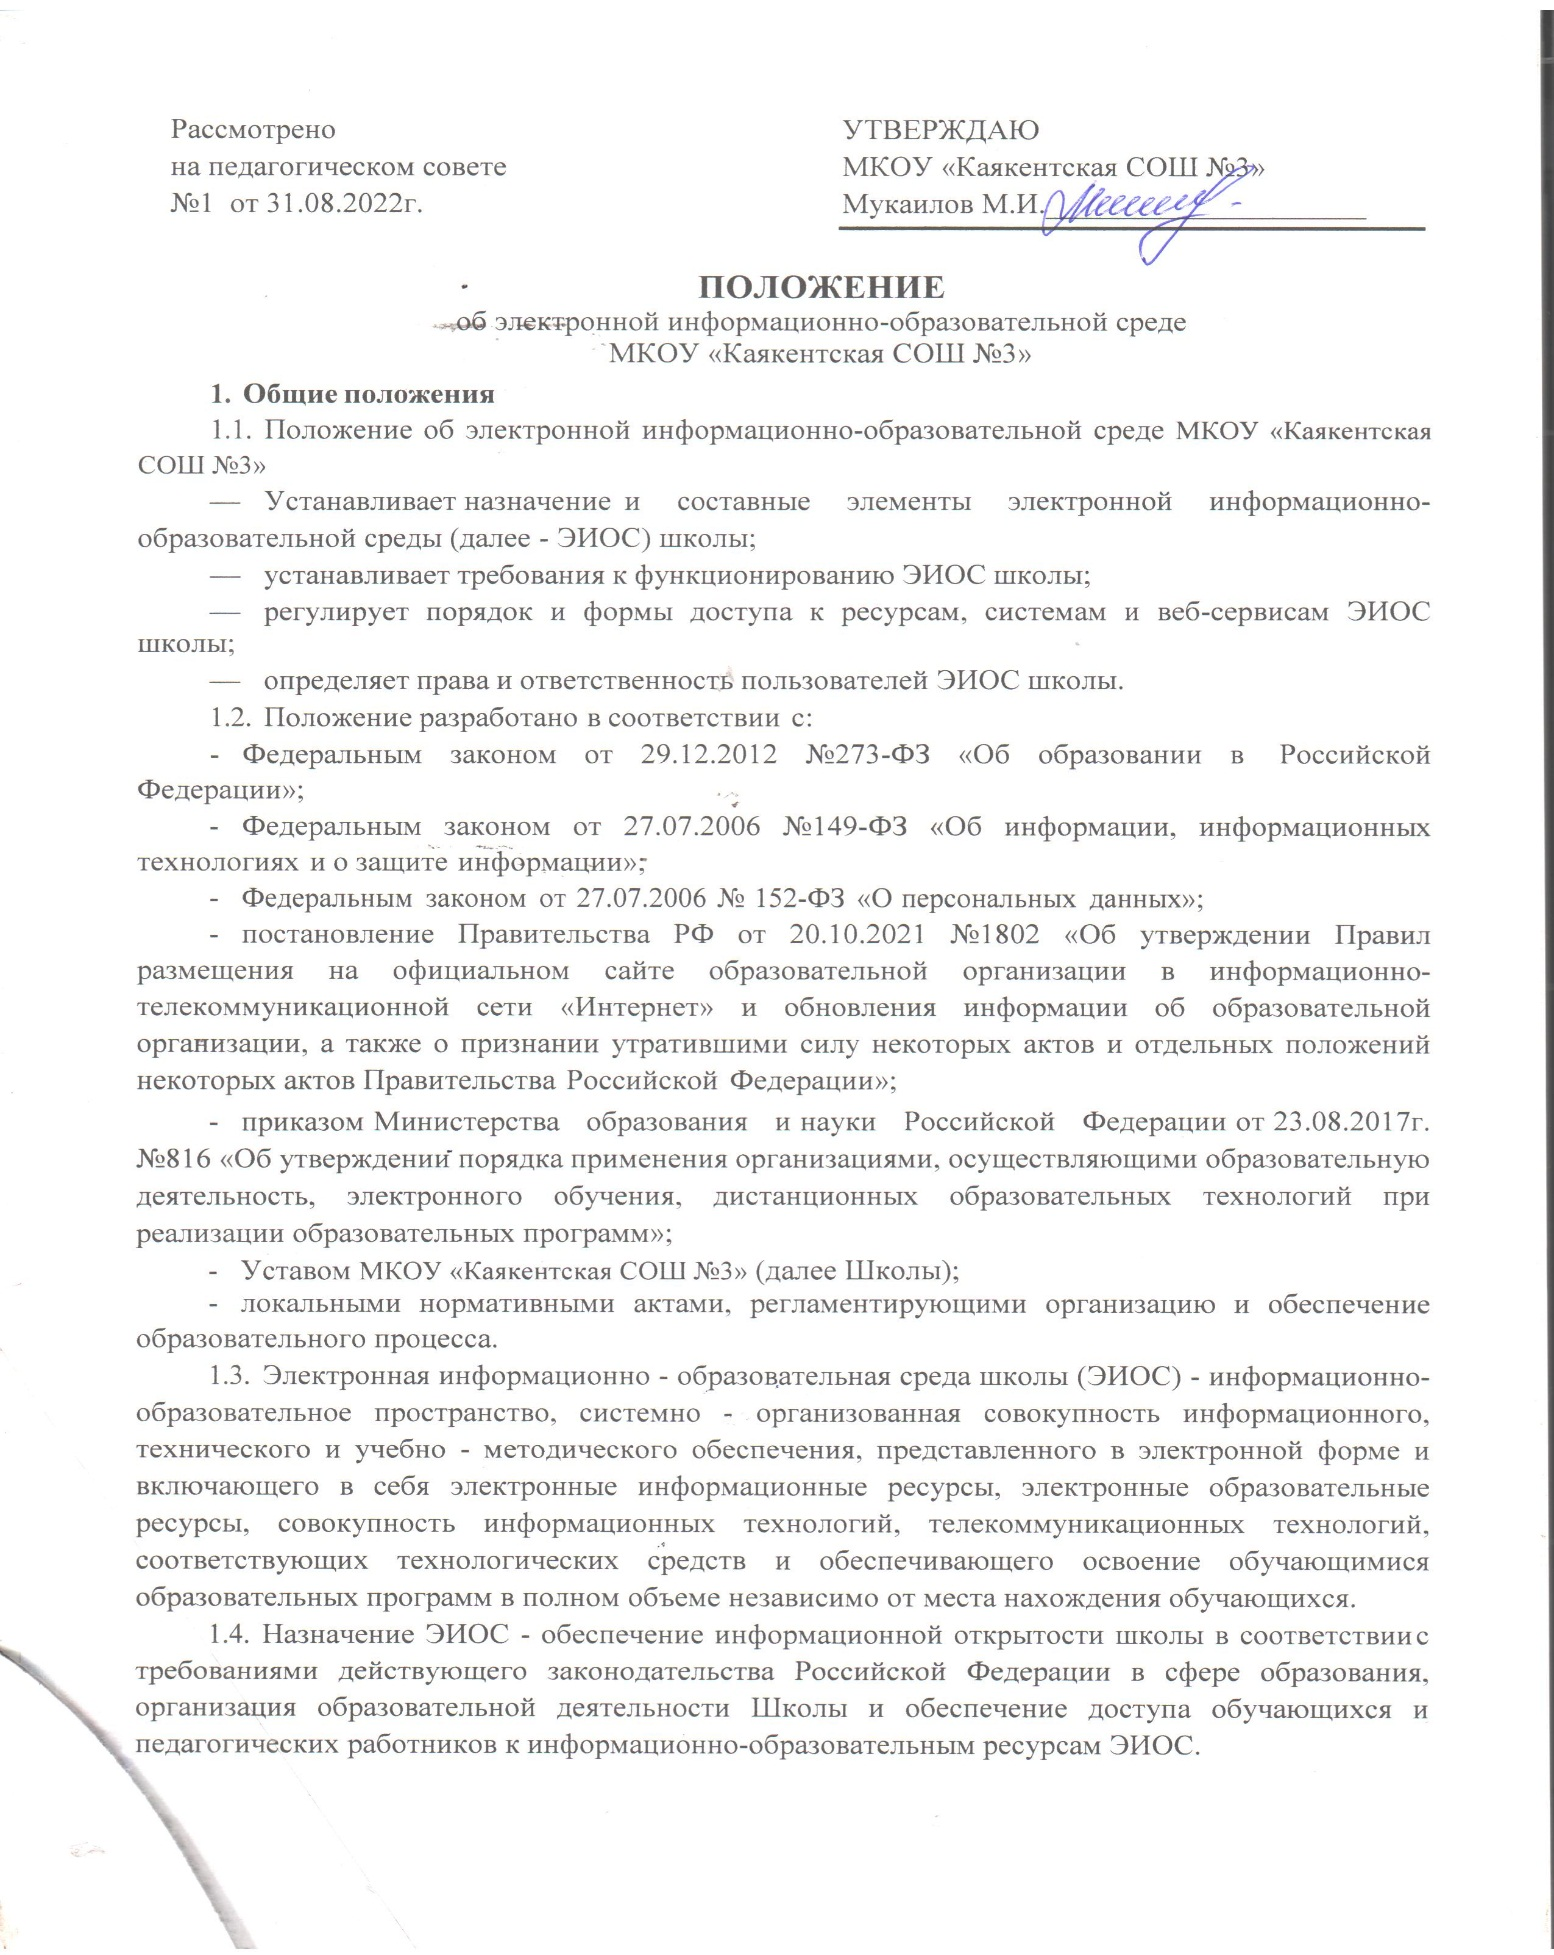 Рассмотрено
на педагогическом совете
№1 от 31.08.2022г.
УТВЕРЖДАЮ
МКОУ «Каякентская СОШ №3»
Мукаилов М.И.
ПОЛОЖЕНИЕ
об электронной информационно-образовательной среде
МКОУ «Каякентская СОШ №3»
1. Общие положения
1.1. Положение об электронной информационно-образовательной среде МКОУ «Каякентская
СОШ №3»
— Устанавливает назначение и составные элементы электронной информационно-
образовательной среды (далее - ЭИОС) школы;
— устанавливает требования к функционированию ЭИОС школы;
— регулирует порядок и формы доступа к ресурсам, системам и веб-сервисам ЭИОС
школы;
— определяет права и ответственность пользователей ЭИОС школы.
1.2. Положение разработано в соответствии с:
- Федеральным законом от 29.12.2012 №273-ФЗ «Об образовании в Российской
Федерации»;
- Федеральным законом от 27.07.2006 №149-ФЗ «Об информации, информационных
технологиях и о защите информации»;
- Федеральным законом от 27.07.2006 № 152-ФЗ «О персональных данных»;
- постановление Правительства РФ от 20.10.2021 №1802 «Об утверждении Правил
размещения на официальном сайте образовательной организации в информационно-
телекоммуникационной сети «Интернет» и обновления информации об образовательной
организации, а также о признании утратившими силу некоторых актов и отдельных положений
некоторых актов Правительства Российской Федерации»;
- приказом Министерства образования и науки Российской Федерации от 23.08.2017г.
№816 «Об утверждении порядка применения организациями, осуществляющими образовательную
деятельность, электронного обучения, дистанционных образовательных технологий при
реализации образовательных программ»;
- Уставом МКОУ «Каякентская СОШ №3» (далее Школы);
- локальными нормативными актами, регламентирующими организацию и обеспечение
образовательного процесса.
1.3. Электронная информационно - образовательная среда школы (ЭИОС) - информационно-
образовательное пространство, системно - организованная совокупность информационного,
технического и учебно - методического обеспечения, представленного в электронной форме и
включающего в себя электронные информационные ресурсы, электронные образовательные
ресурсы, совокупность информационных технологий, телекоммуникационных технологий,
соответствующих технологических средств и обеспечивающего освоение обучающимися
образовательных программ в полном объеме независимо от места нахождения обучающихся.
1.4. Назначение ЭИОС - обеспечение информационной открытости школы в соответствии с
требованиями действующего законодательства Российской Федерации в сфере образования,
организация образовательной деятельности Школы и обеспечение доступа обучающихся и
педагогических работников к информационно-образовательным ресурсам ЭИОС.